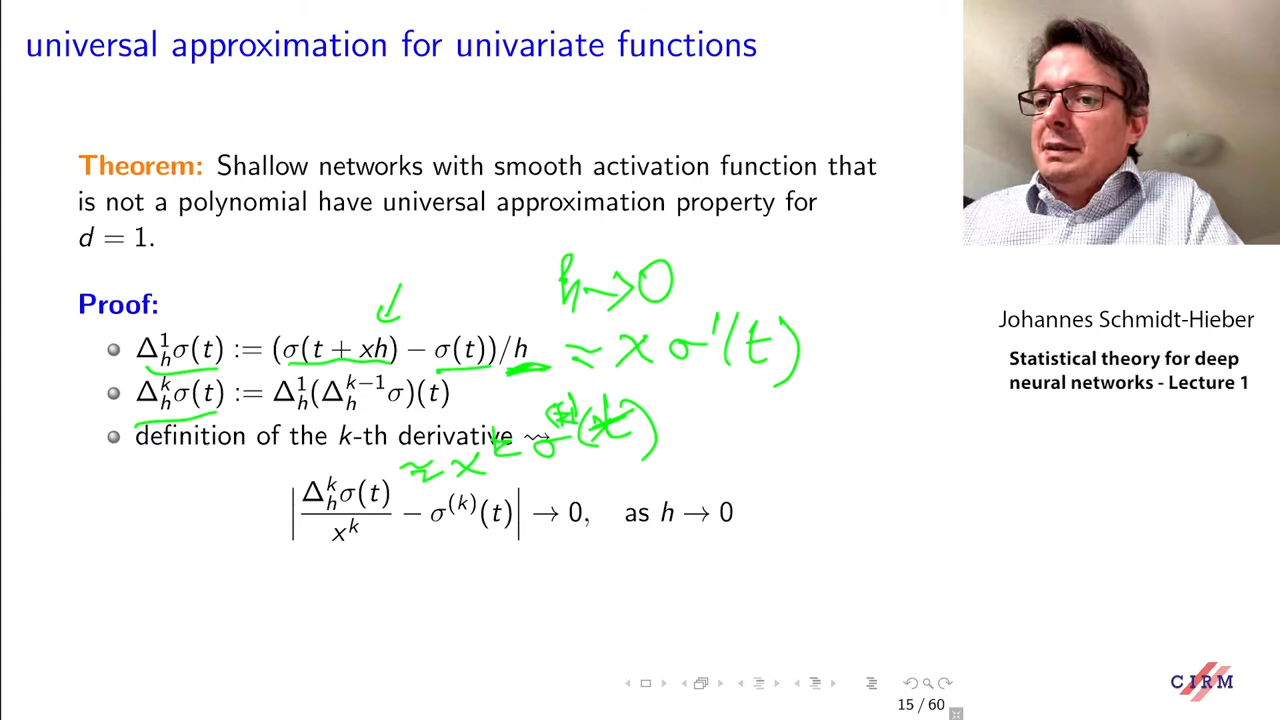 universal approximation for univariate functions
Theorem: Shallow networks with smooth activation function that
is not a polynomial have universal approximation property for
d = 1.
h → 0
Proof:
Δ¹ₕσ(t) := (σ(t + xh) − σ(t))/h ≈ x σ'(t)
Δᵏₕσ(t) := Δ¹ₕ(Δᵏ⁻¹ₕσ)(t)
definition of the k-th derivative ⇝
≈ xᵏ σ⁽ᵏ⁾(t)
|Δᵏₕσ(t)/xᵏ − σ⁽ᵏ⁾(t)| → 0, as h → 0
Johannes Schmidt-Hieber
Statistical theory for deep
neural networks - Lecture 1
15 / 60
CIRM